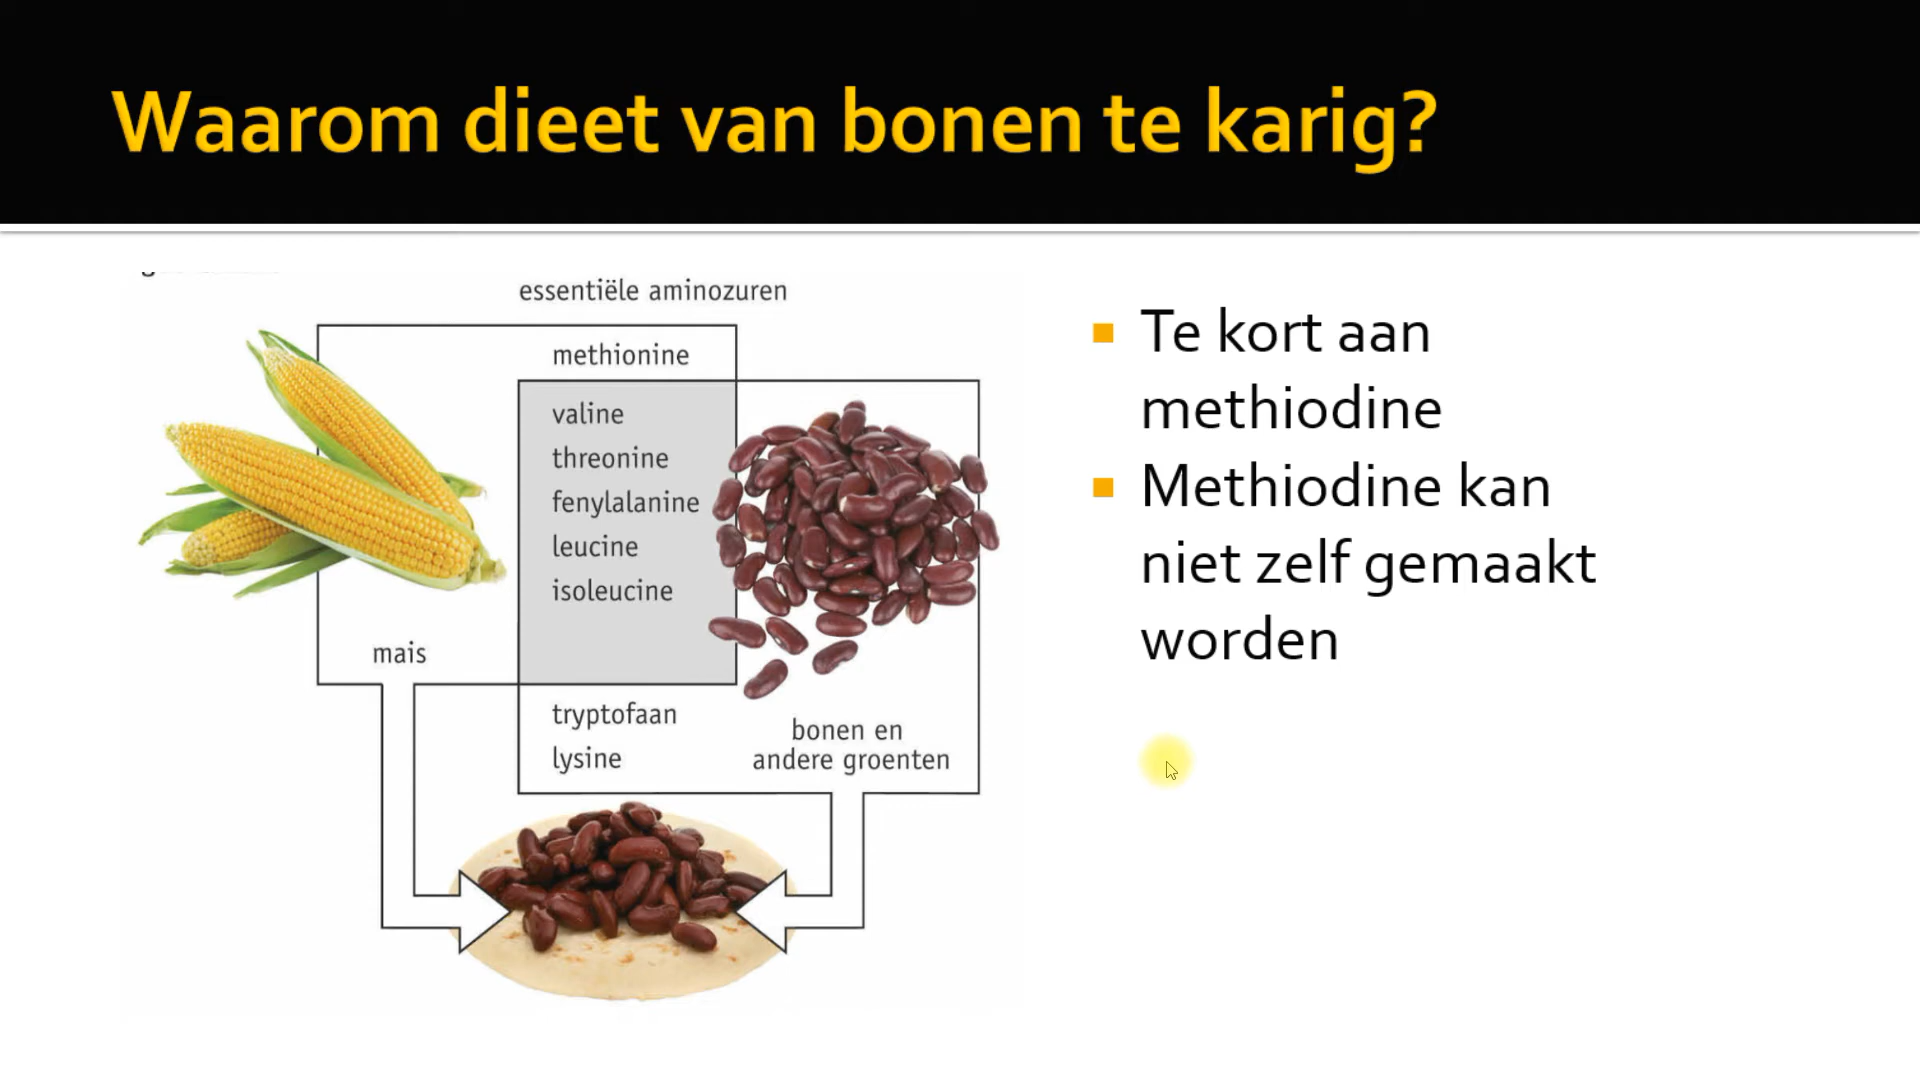 Waarom dieet van bonen te karig?
essentiële aminozuren
methionine
valine
threonine
fenylalanine
leucine
isoleucine
mais
tryptofaan
lysine
bonen en
andere groenten
Te kort aan
methiodine
Methiodine kan
niet zelf gemaakt
worden